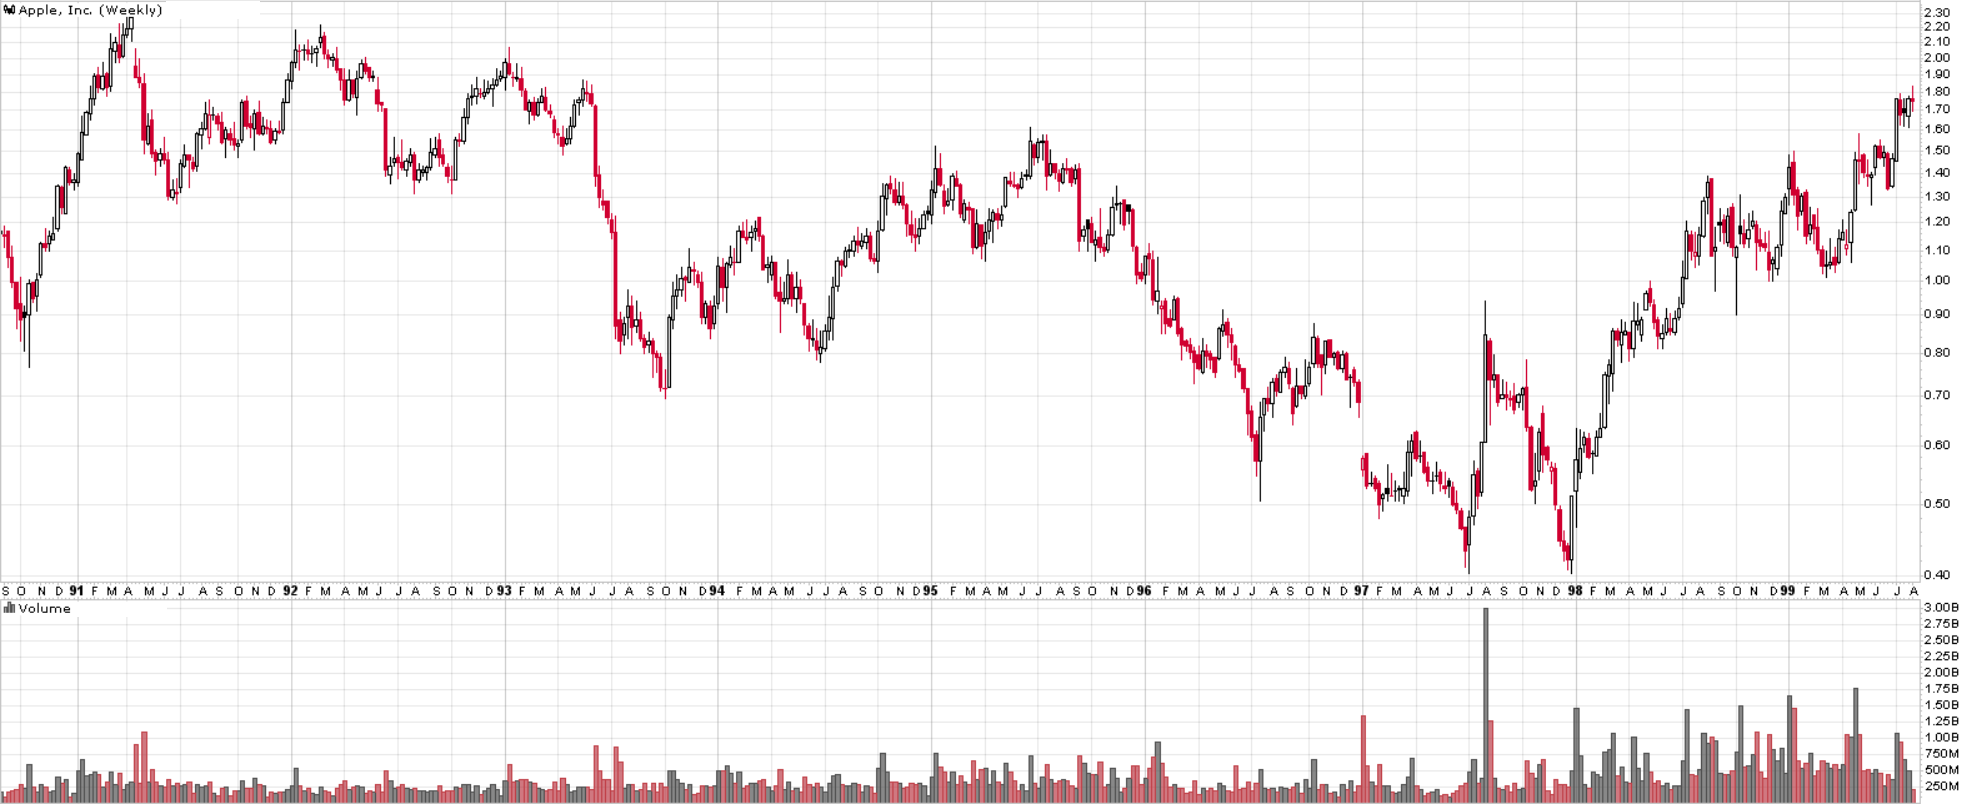 Apple, Inc. (Weekly)
2.30
2.20
2.10
2.00
1.90
1.80
1.70
1.60
1.50
1.40
1.30
1.20
1.10
1.00
0.90
0.80
0.70
0.60
0.50
0.40
S O N D 91 F M A M J J A S O N D 92 F M A M J J A S O N D 93 F M A M J J A S O N D 94 F M A M J J A S O N D 95 F M A M J J A S O N D 96 F M A M J J A S O N D 97 F M A M J J A S O N D 98 F M A M J J A S O N D 99 F M A M J J A
Volume
3.00B
2.75B
2.50B
2.25B
2.00B
1.75B
1.50B
1.25B
1.00B
750M
500M
250M